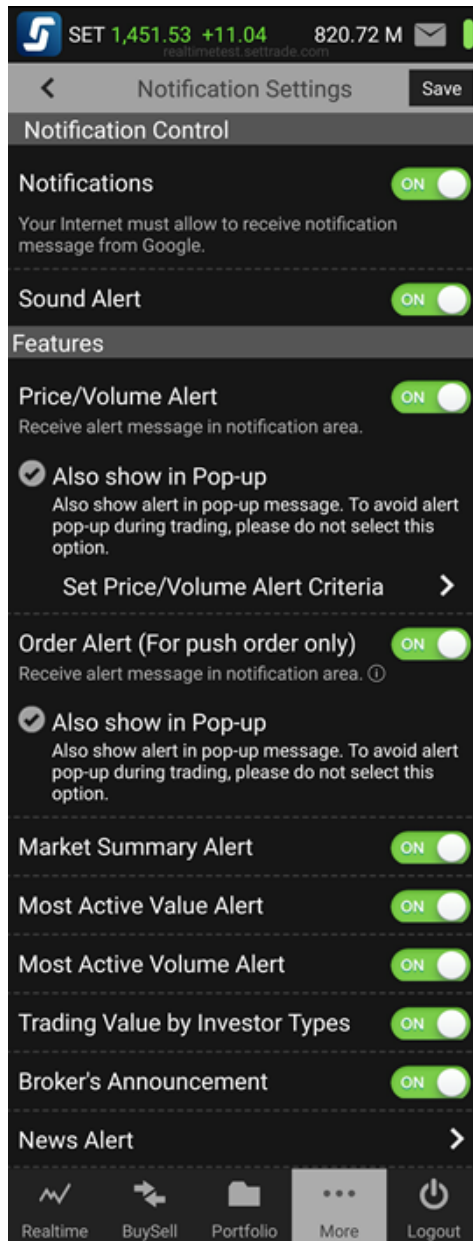 SET 1,451.53 +11.04 820.72 M
realtimetest.settrade.com
Notification Settings Save
Notification Control
Notifications ON
Your Internet must allow to receive notification
message from Google.
Sound Alert ON
Features
Price/Volume Alert ON
Receive alert message in notification area.
Also show in Pop-up
Also show alert in pop-up message. To avoid alert
pop-up during trading, please do not select this
option.
Set Price/Volume Alert Criteria
Order Alert (For push order only) ON
Receive alert message in notification area.
Also show in Pop-up
Also show alert in pop-up message. To avoid alert
pop-up during trading, please do not select this
option.
Market Summary Alert ON
Most Active Value Alert ON
Most Active Volume Alert ON
Trading Value by Investor Types ON
Broker's Announcement ON
News Alert
Realtime BuySell Portfolio More Logout